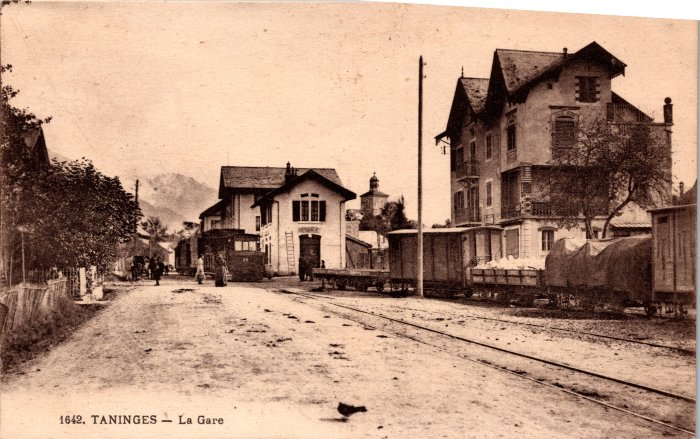 1642. TANINGES — La Gare